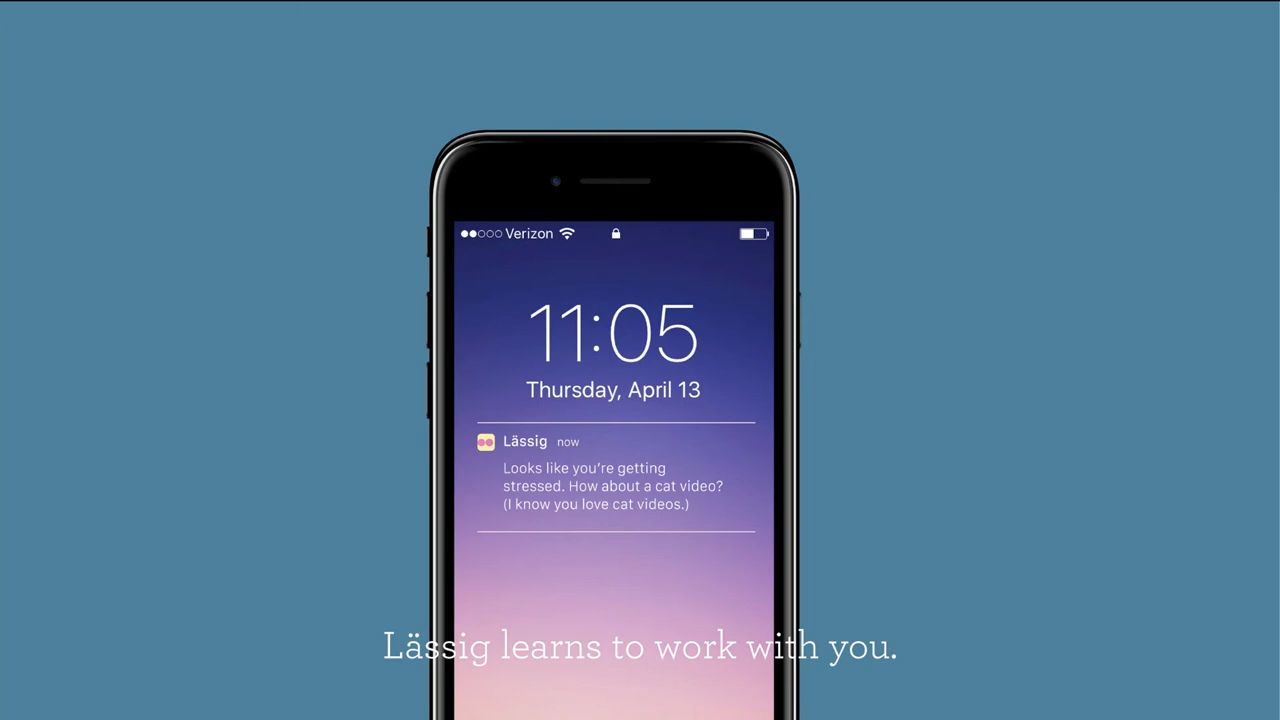 Verizon
11:05
Thursday, April 13
Lässig now
Looks like you're getting
stressed. How about a cat video?
(I know you love cat videos.)
Lässig learns to work with you.